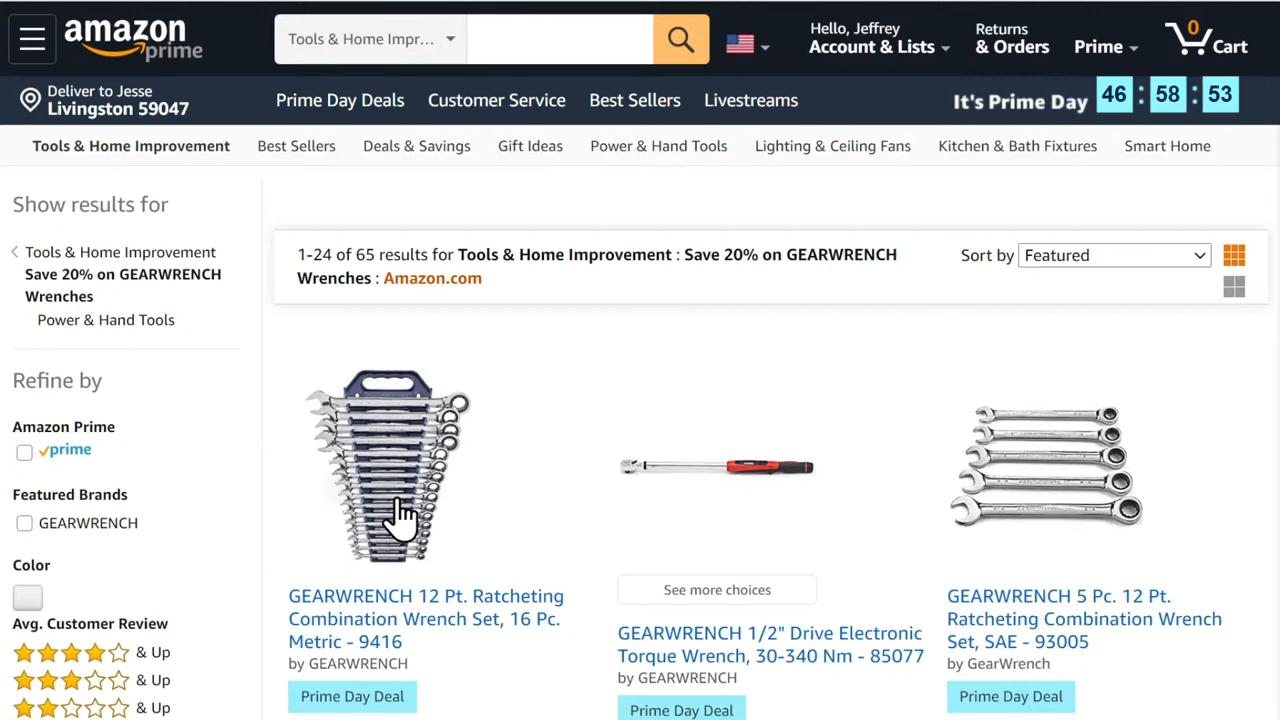 amazon
prime
Tools & Home Impr...
Hello, Jeffrey
Account & Lists
Returns
& Orders
Prime
0
Cart
Deliver to Jesse
Livingston 59047
Prime Day Deals
Customer Service
Best Sellers
Livestreams
It's Prime Day
46 : 58 : 53
Tools & Home Improvement
Best Sellers
Deals & Savings
Gift Ideas
Power & Hand Tools
Lighting & Ceiling Fans
Kitchen & Bath Fixtures
Smart Home
Show results for
Tools & Home Improvement
Save 20% on GEARWRENCH
Wrenches
Power & Hand Tools
Refine by
Amazon Prime
prime
Featured Brands
GEARWRENCH
Color
Avg. Customer Review
& Up
& Up
& Up
1-24 of 65 results for Tools & Home Improvement : Save 20% on GEARWRENCH
Wrenches : Amazon.com
Sort by Featured
GEARWRENCH 12 Pt. Ratcheting
Combination Wrench Set, 16 Pc.
Metric - 9416
by GEARWRENCH
Prime Day Deal
See more choices
GEARWRENCH 1/2" Drive Electronic
Torque Wrench, 30-340 Nm - 85077
by GEARWRENCH
Prime Day Deal
GEARWRENCH 5 Pc. 12 Pt.
Ratcheting Combination Wrench
Set, SAE - 93005
by GearWrench
Prime Day Deal